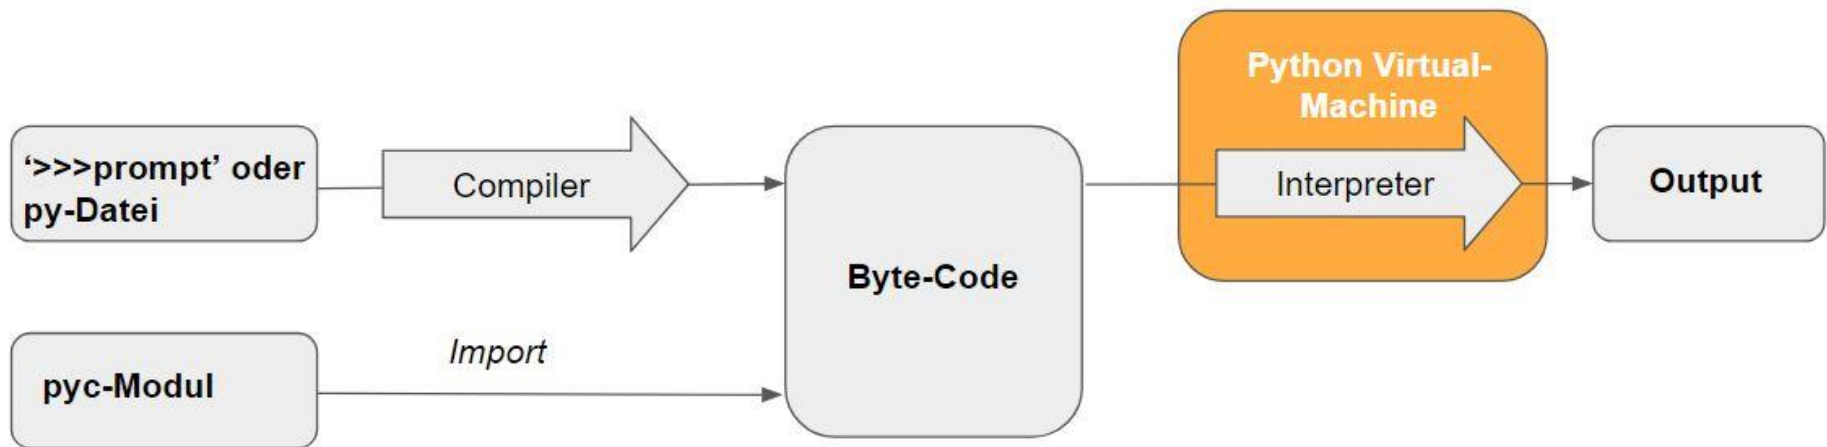 Python Virtual-
Machine
‘>>>prompt’ oder
py-Datei
Compiler
Interpreter
Output
Byte-Code
Import
pyc-Modul